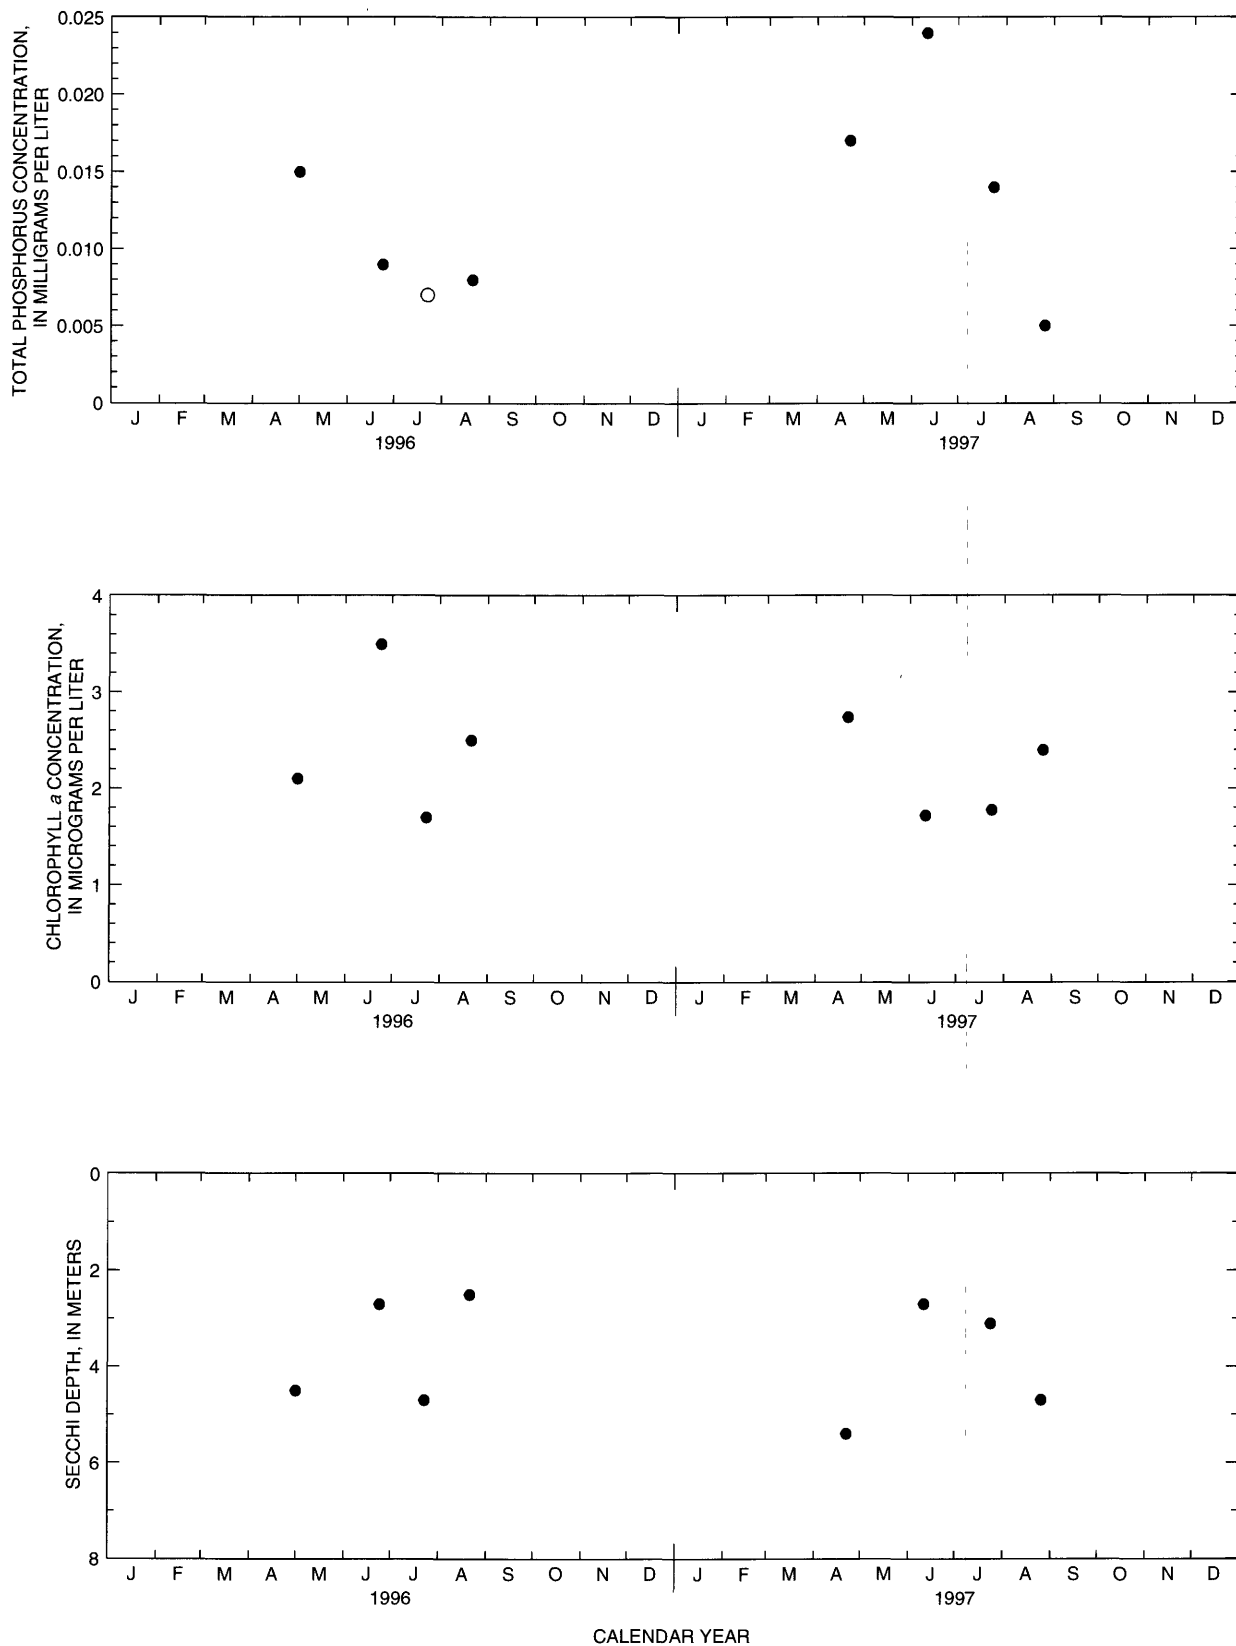 TOTAL PHOSPHORUS CONCENTRATION,
IN MILLIGRAMS PER LITER
0.025
0.020
0.015
0.010
0.005
0
J F M A M J J A S O N D J F M A M J J A S O N D
1996 1997
CHLOROPHYLL a CONCENTRATION,
IN MICROGRAMS PER LITER
4
3
2
1
0
J F M A M J J A S O N D J F M A M J J A S O N D
1996 1997
SECCHI DEPTH, IN METERS
0
2
4
6
8
J F M A M J J A S O N D J F M A M J J A S O N D
1996 1997
CALENDAR YEAR